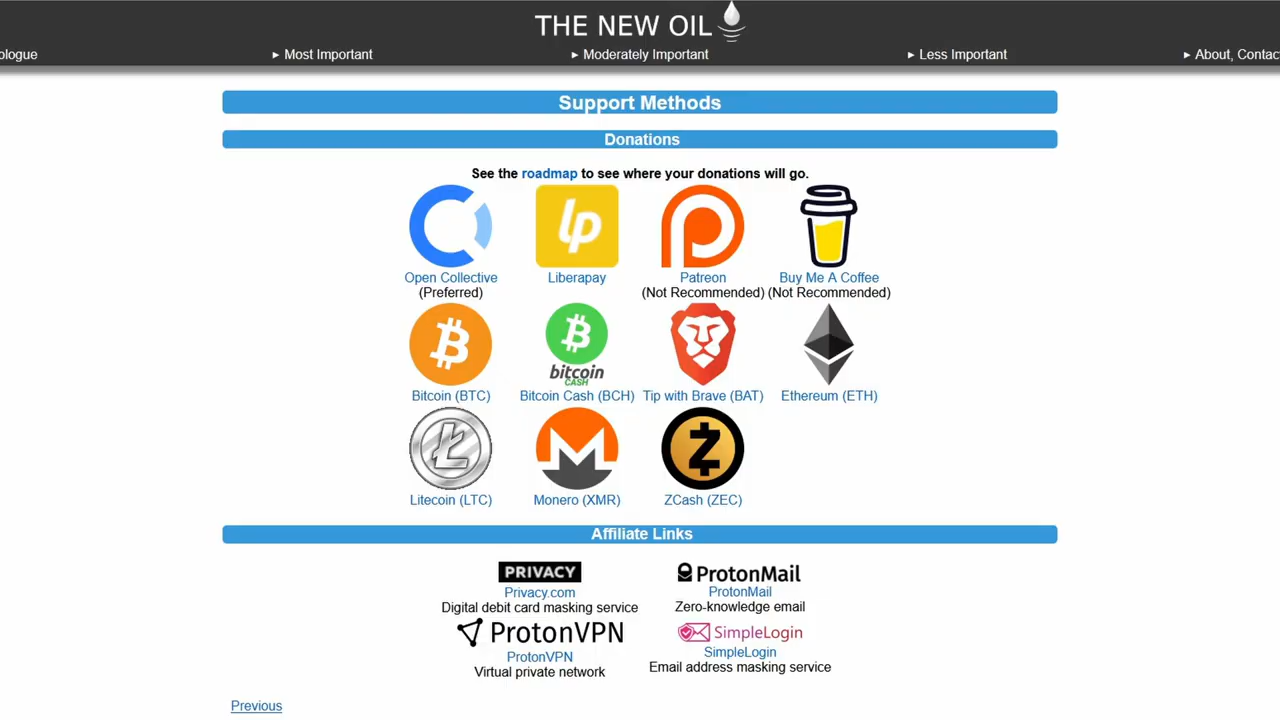 THE NEW OIL
ologue ▸ Most Important ▸ Moderately Important ▸ Less Important ▸ About, Contac
Support Methods
Donations
See the roadmap to see where your donations will go.
lp
Open Collective Liberapay Patreon Buy Me A Coffee
(Preferred) (Not Recommended) (Not Recommended)
bitcoin
CASH
Bitcoin (BTC) Bitcoin Cash (BCH) Tip with Brave (BAT) Ethereum (ETH)
Litecoin (LTC) Monero (XMR) ZCash (ZEC)
Affiliate Links
PRIVACY ProtonMail
Privacy.com ProtonMail
Digital debit card masking service Zero-knowledge email
ProtonVPN SimpleLogin
ProtonVPN SimpleLogin
Virtual private network Email address masking service
Previous